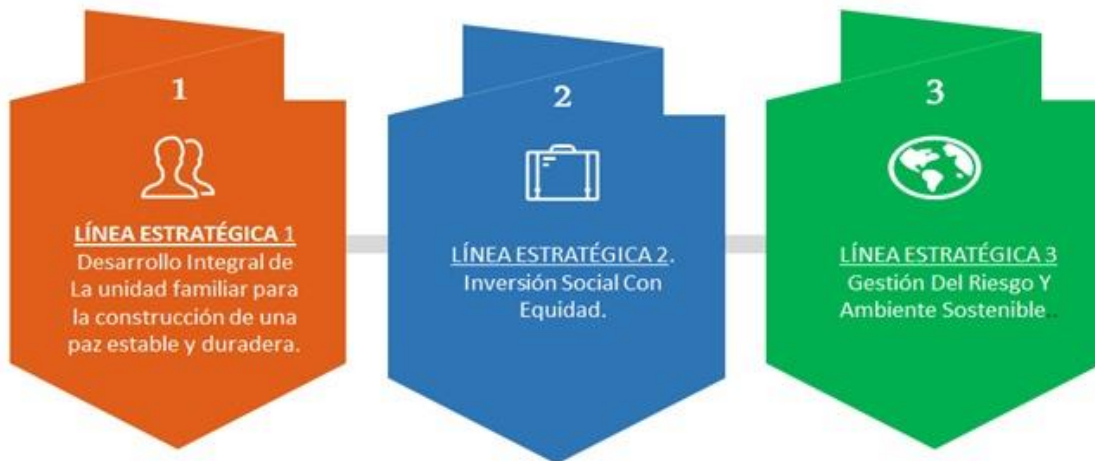 1
LÍNEA ESTRATÉGICA 1
Desarrollo Integral de
La unidad familiar para
la construcción de una
paz estable y duradera.
2
LÍNEA ESTRATÉGICA 2.
Inversión Social Con
Equidad.
3
LÍNEA ESTRATÉGICA 3
Gestión Del Riesgo Y
Ambiente Sostenible..